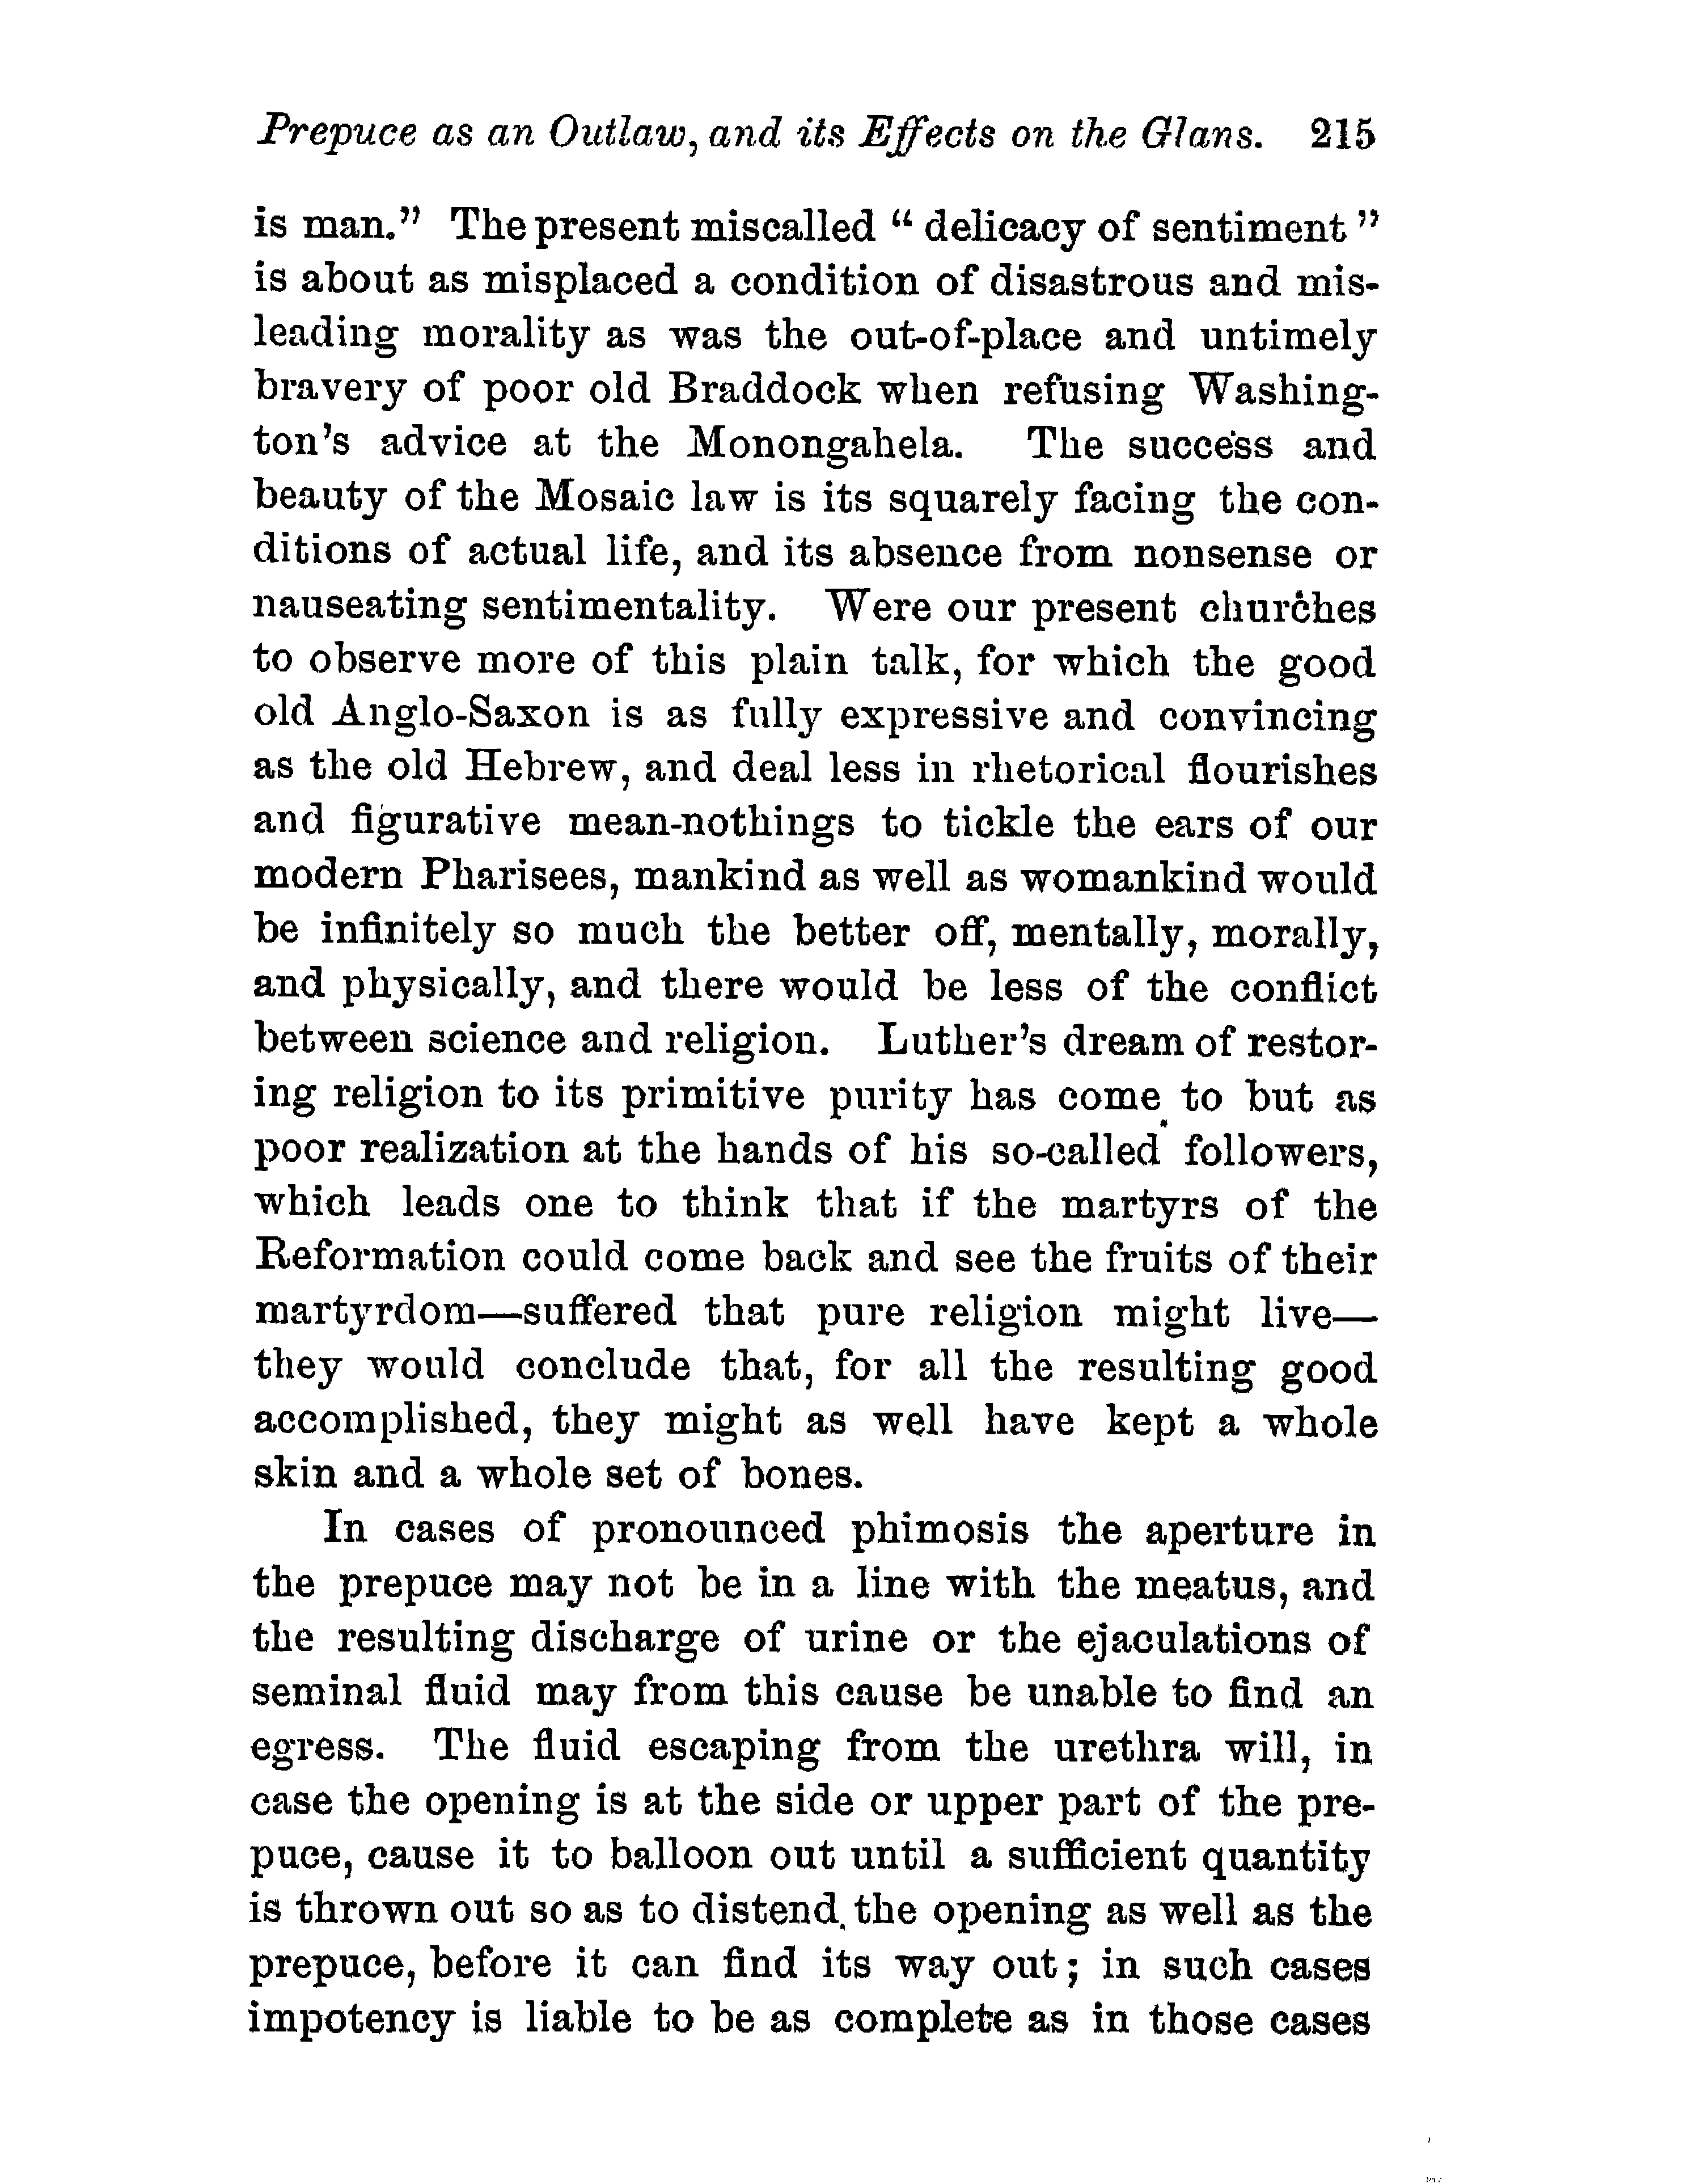 Prepuce as an Outlaw, and its Effects on the Glans. 215
is man.” The present miscalled “ delicacy of sentiment ”
is about as misplaced a condition of disastrous and mis-
leading morality as was the out-of-place and untimely
bravery of poor old Braddock when refusing Washing-
ton's advice at the Monongahela. The success and
beauty of the Mosaic law is its squarely facing the con-
ditions of actual life, and its absence from nonsense or
nauseating sentimentality. Were our present churches
to observe more of this plain talk, for which the good
old Anglo-Saxon is as fully expressive and convincing
as the old Hebrew, and deal less in rhetorical flourishes
and figurative mean-nothings to tickle the ears of our
modern Pharisees, mankind as well as womankind would
be infinitely so much the better off, mentally, morally,
and physically, and there would be less of the conflict
between science and religion. Luther's dream of restor-
ing religion to its primitive purity has come to but as
poor realization at the hands of his so-called followers,
which leads one to think that if the martyrs of the
Reformation could come back and see the fruits of their
martyrdom—suffered that pure religion might live—
they would conclude that, for all the resulting good
accomplished, they might as well have kept a whole
skin and a whole set of bones.
In cases of pronounced phimosis the aperture in
the prepuce may not be in a line with the meatus, and
the resulting discharge of urine or the ejaculations of
seminal fluid may from this cause be unable to find an
egress. The fluid escaping from the urethra will, in
case the opening is at the side or upper part of the pre-
puce, cause it to balloon out until a sufficient quantity
is thrown out so as to distend the opening as well as the
prepuce, before it can find its way out; in such cases
impotency is liable to be as complete as in those cases